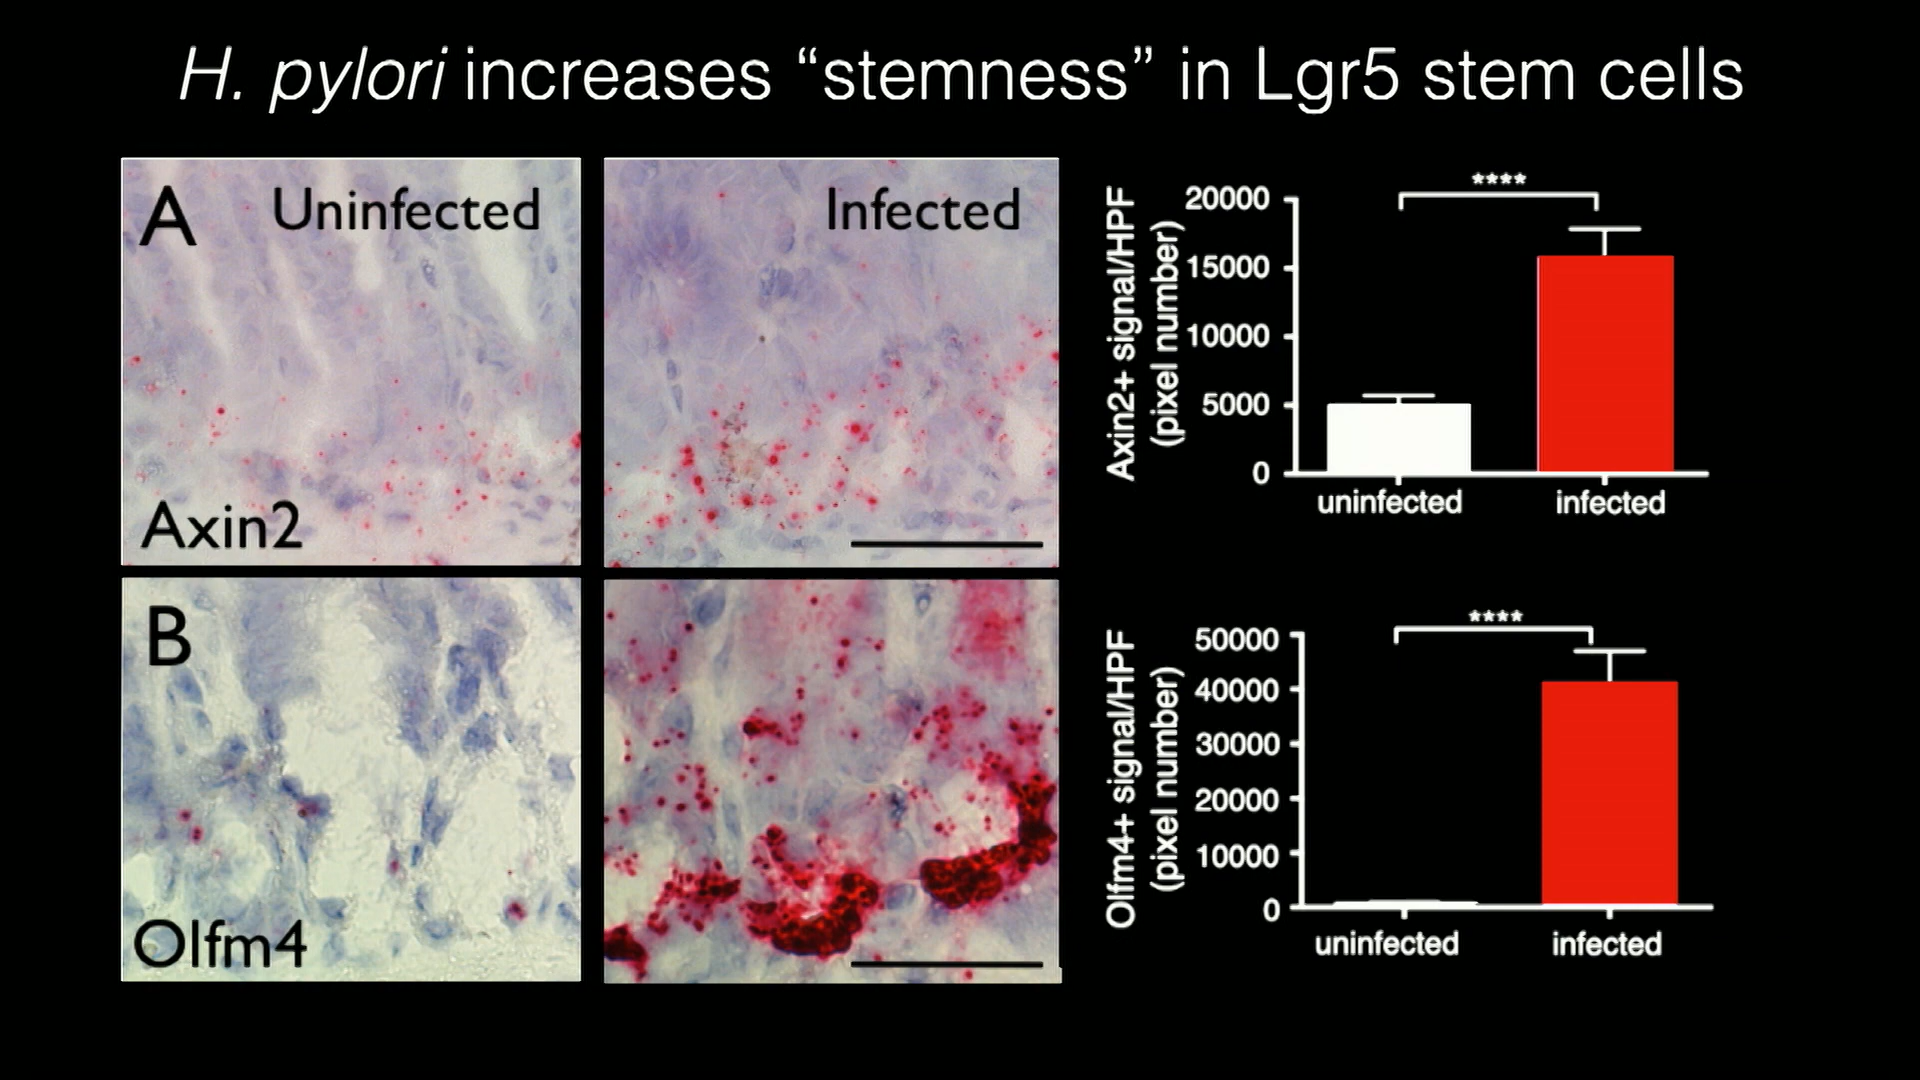 H. pylori increases “stemness” in Lgr5 stem cells
A
Uninfected
Axin2
Infected
Axin2+ signal/HPF
(pixel number)
****
20000
15000
10000
5000
0
uninfected
infected
B
Olfm4
Olfm4+ signal/HPF
(pixel number)
****
50000
40000
30000
20000
10000
0
uninfected
infected